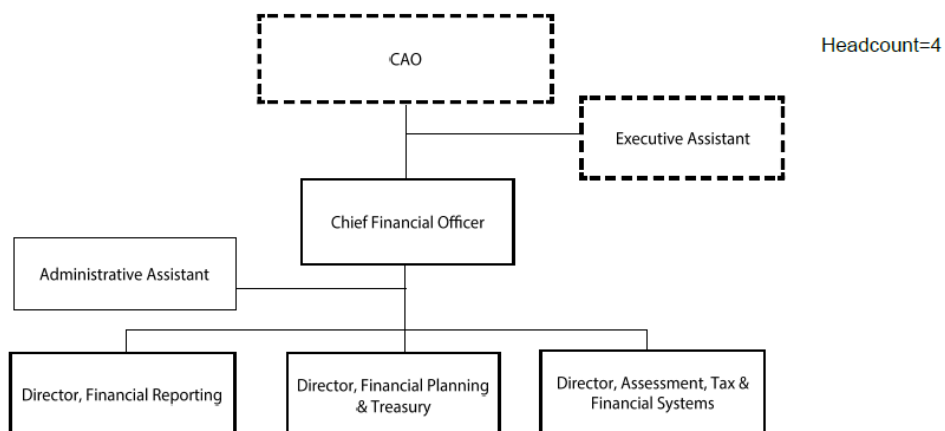 CAO
Headcount=4
Executive Assistant
Chief Financial Officer
Administrative Assistant
Director, Financial Reporting
Director, Financial Planning
& Treasury
Director, Assessment, Tax &
Financial Systems